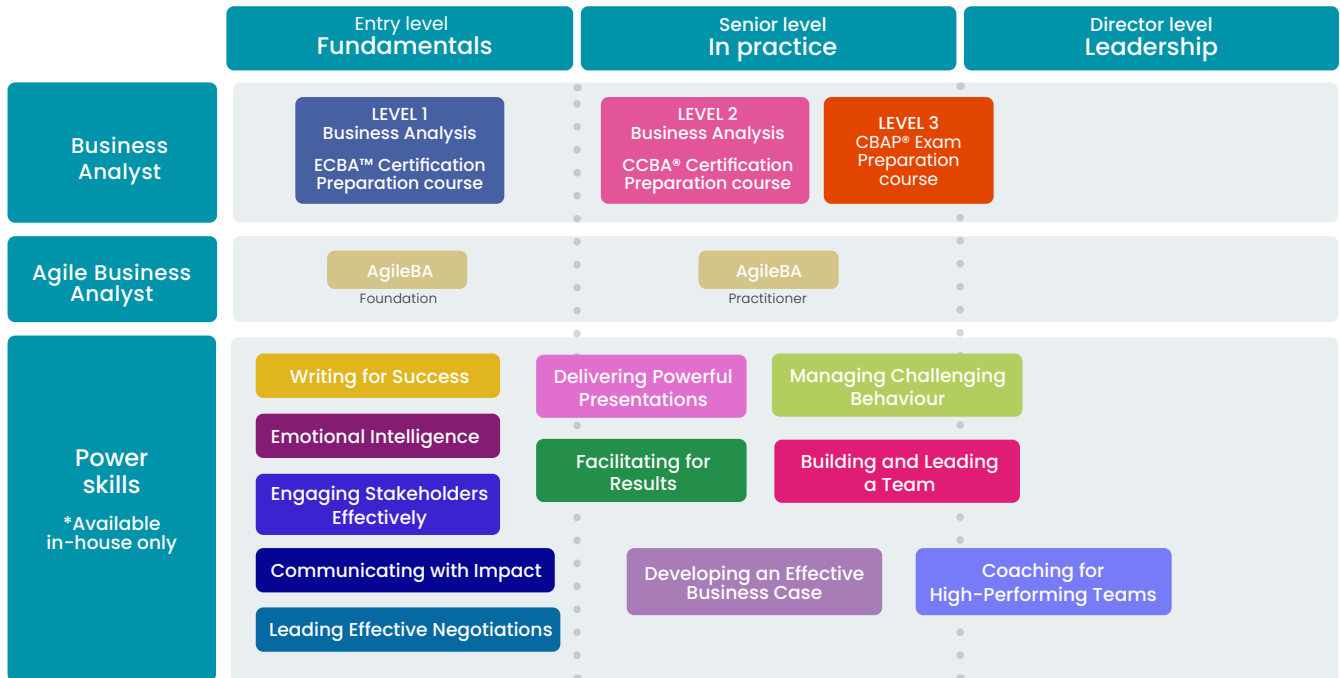 Entry level
Fundamentals
Senior level
In practice
Director level
Leadership
Business
Analyst
LEVEL 1
Business Analysis
ECBA™ Certification
Preparation course
LEVEL 2
Business Analysis
CCBA® Certification
Preparation course
LEVEL 3
CBAP® Exam
Preparation
course
Agile Business
Analyst
AgileBA
Foundation
AgileBA
Practitioner
Power
skills
*Available
in-house only
Writing for Success
Emotional Intelligence
Engaging Stakeholders
Effectively
Communicating with Impact
Leading Effective Negotiations
Delivering Powerful
Presentations
Facilitating for
Results
Developing an Effective
Business Case
Managing Challenging
Behaviour
Building and Leading
a Team
Coaching for
High-Performing Teams